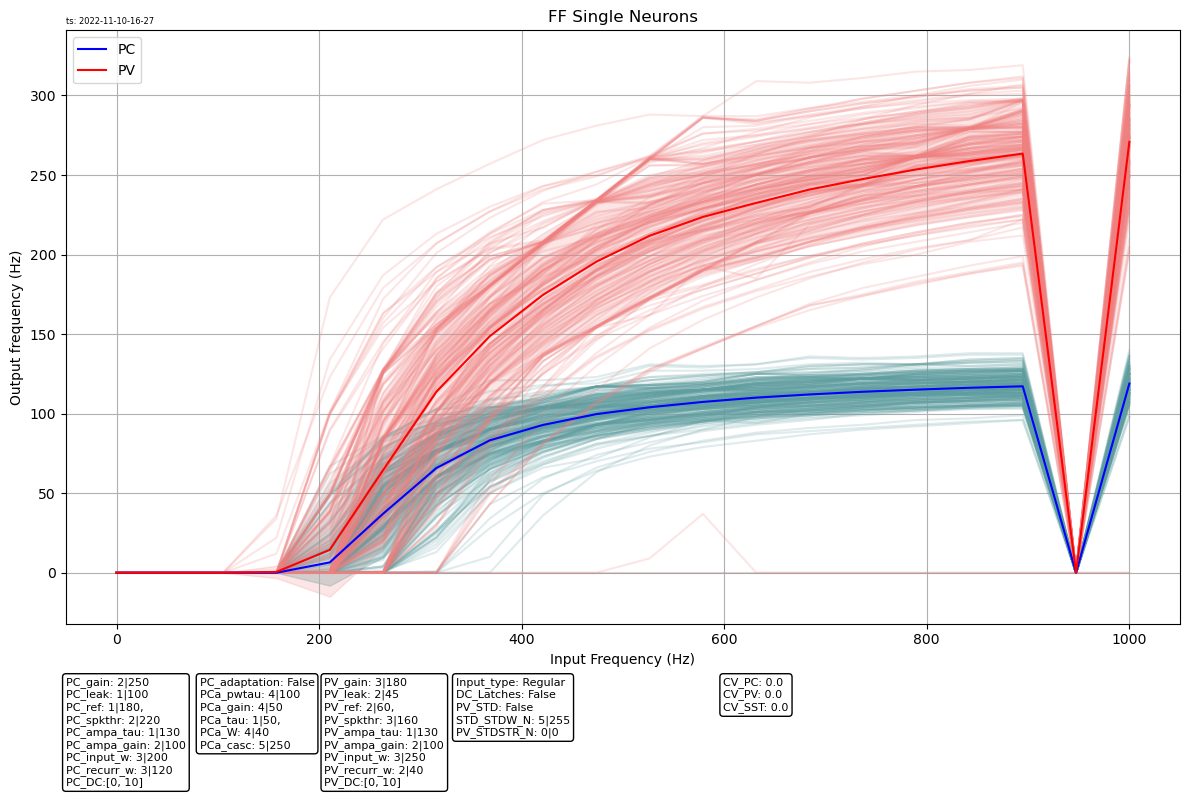 ts: 2022-11-10-16-27
FF Single Neurons
PC
PV
Output frequency (Hz)
300
250
200
150
100
50
0
0
200
400
600
800
1000
Input Frequency (Hz)
PC_gain: 2|250
PC_leak: 1|100
PC_ref: 1|180,
PC_spkthr: 2|220
PC_ampa_tau: 1|130
PC_ampa_gain: 2|100
PC_input_w: 3|200
PC_recurr_w: 3|120
PC_DC:[0, 10]
PC_adaptation: False
PCa_pwtau: 4|100
PCa_gain: 4|50
PCa_tau: 1|50,
PCa_W: 4|40
PCa_casc: 5|250
PV_gain: 3|180
PV_leak: 2|45
PV_ref: 2|60,
PV_spkthr: 3|160
PV_ampa_tau: 1|130
PV_ampa_gain: 2|100
PV_input_w: 3|250
PV_recurr_w: 2|40
PV_DC:[0, 10]
Input_type: Regular
DC_Latches: False
PV_STD: False
STD_STDW_N: 5|255
PV_STDSTR_N: 0|0
CV_PC: 0.0
CV_PV: 0.0
CV_SST: 0.0